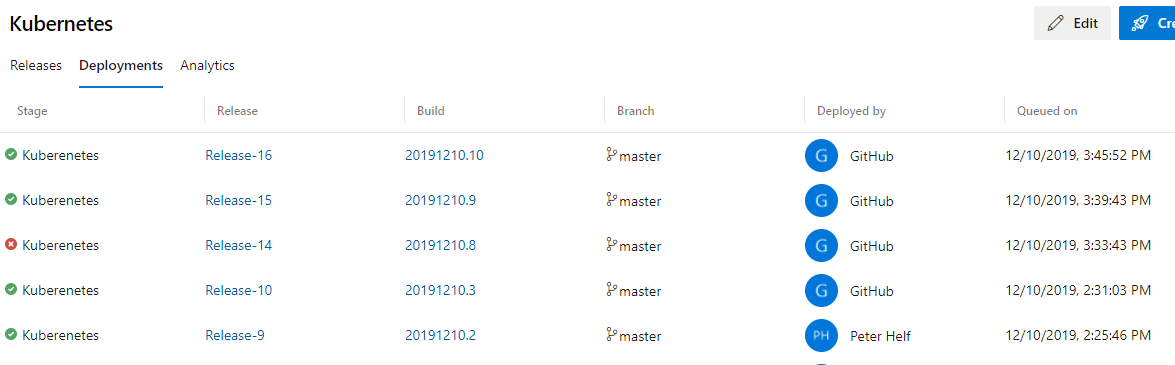 Kubernetes
Edit
Cre
Releases Deployments Analytics
Stage Release Build Branch Deployed by Queued on
Kuberenetes Release-16 20191210.10 master G GitHub 12/10/2019, 3:45:52 PM
Kuberenetes Release-15 20191210.9 master G GitHub 12/10/2019, 3:39:43 PM
Kuberenetes Release-14 20191210.8 master G GitHub 12/10/2019, 3:33:43 PM
Kuberenetes Release-10 20191210.3 master G GitHub 12/10/2019, 2:31:03 PM
Kuberenetes Release-9 20191210.2 master PH Peter Helf 12/10/2019, 2:25:46 PM